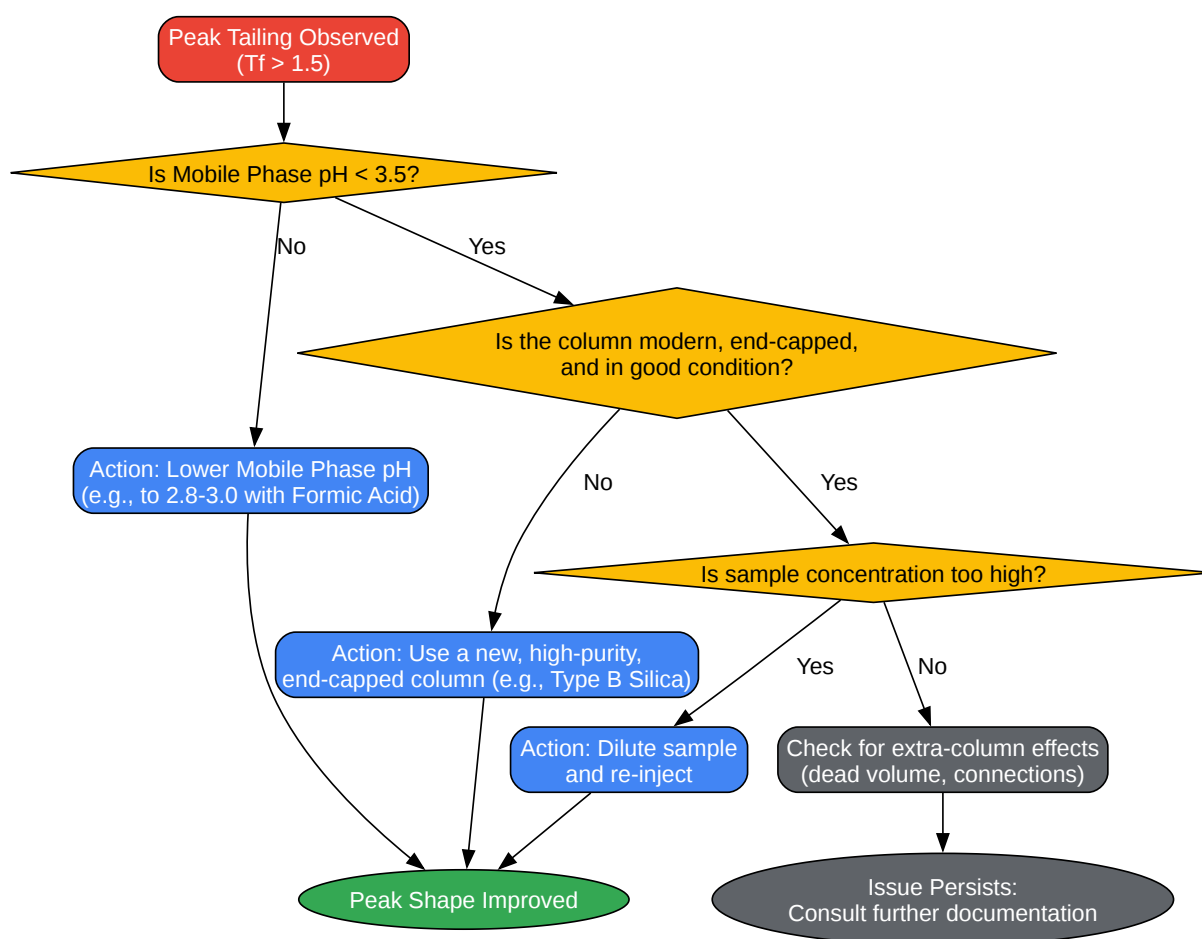 Peak Tailing Observed
(Tf > 1.5)
Is Mobile Phase pH < 3.5?
No
Yes
Is the column modern, end-capped,
and in good condition?
Action: Lower Mobile Phase pH
(e.g., to 2.8-3.0 with Formic Acid)
No
Yes
Is sample concentration too high?
Action: Use a new, high-purity,
end-capped column (e.g., Type B Silica)
Yes
No
Action: Dilute sample
and re-inject
Check for extra-column effects
(dead volume, connections)
Peak Shape Improved
Issue Persists:
Consult further documentation